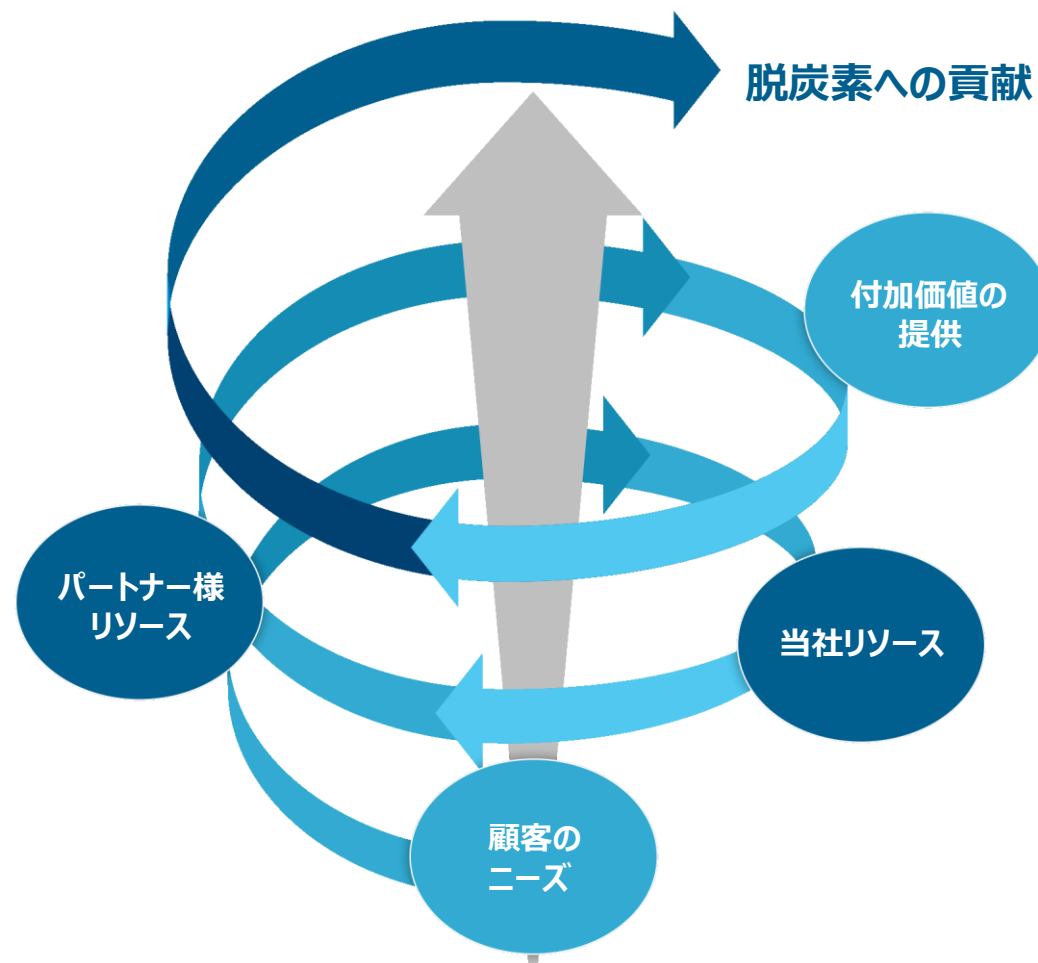 脱炭素への貢献
付加価値の
提供
パートナー様
リソース
当社リソース
顧客の
ニーズ